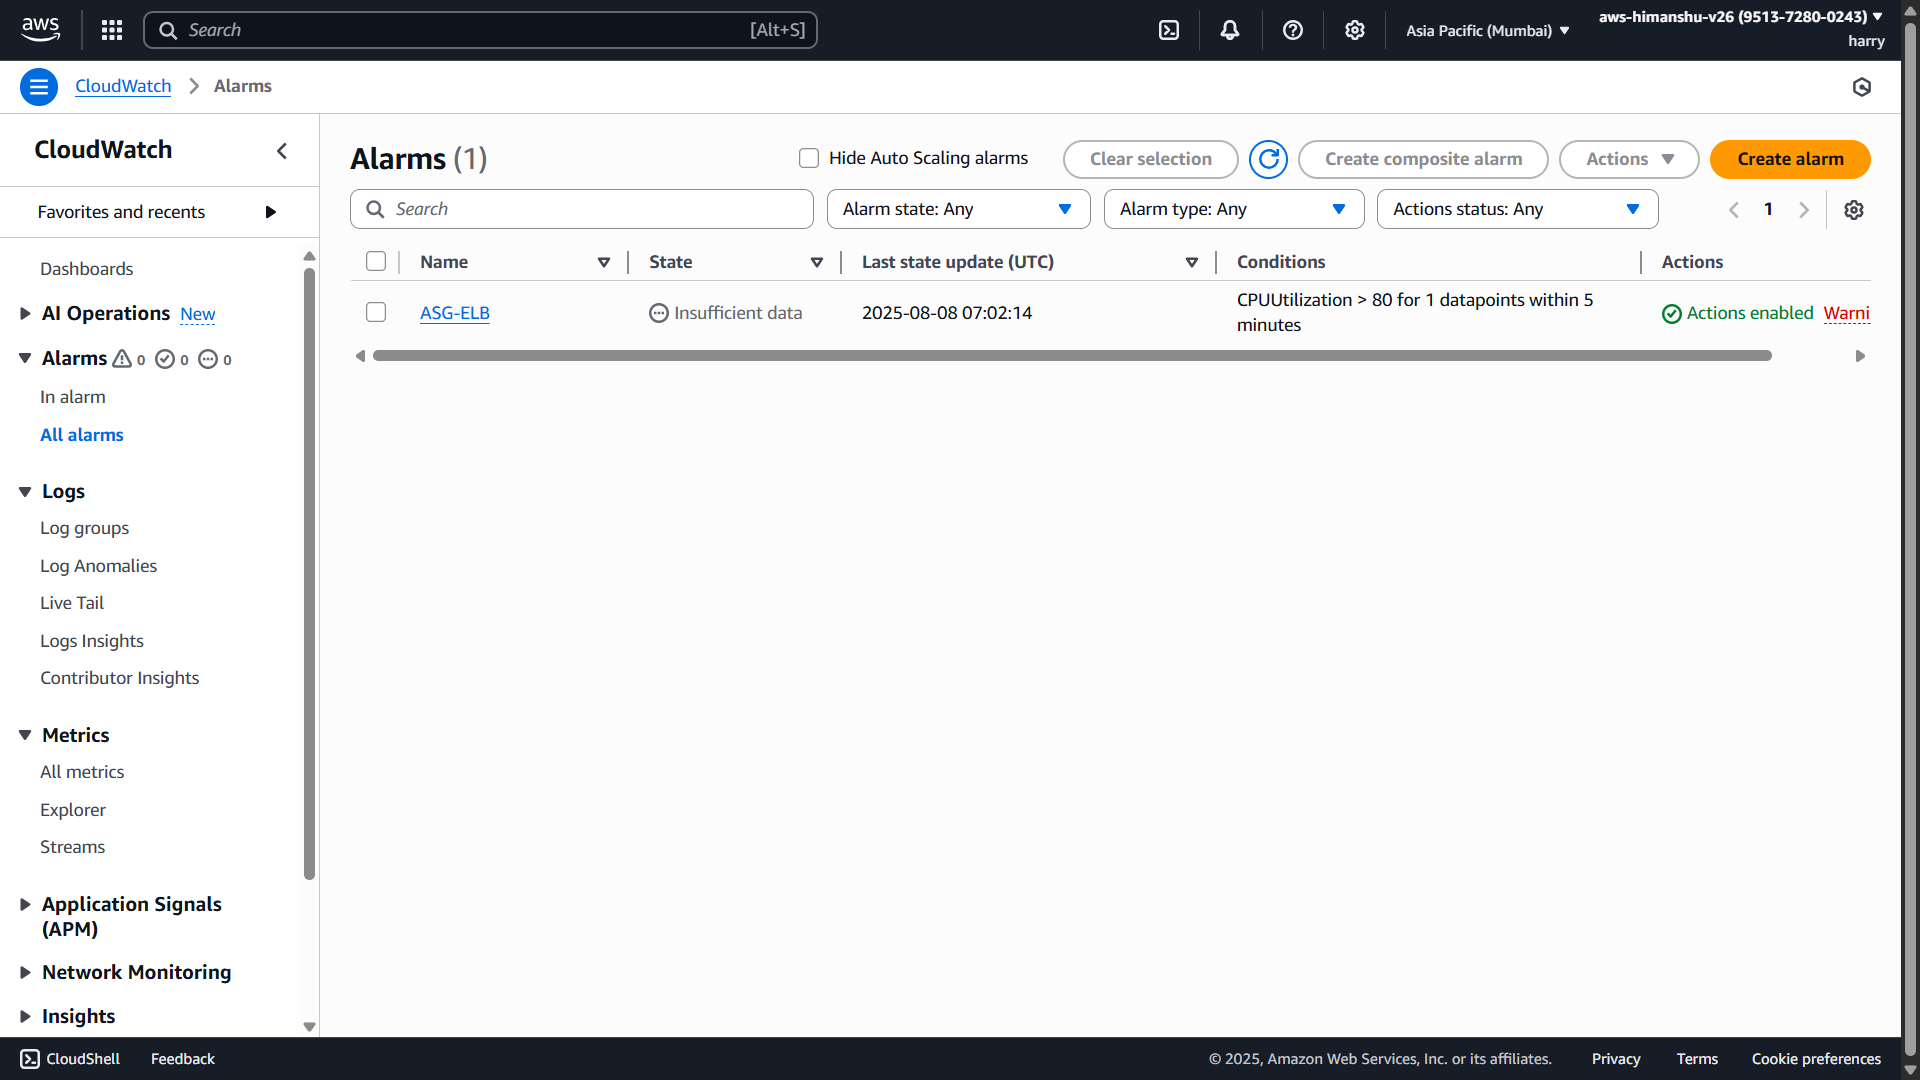 aws
Search [Alt+S]
Asia Pacific (Mumbai)
aws-himanshu-v26 (9513-7280-0243)
harry
CloudWatch
Alarms
CloudWatch
Favorites and recents
Dashboards
AI Operations New
Alarms 0 0 0
In alarm
All alarms
Logs
Log groups
Log Anomalies
Live Tail
Logs Insights
Contributor Insights
Metrics
All metrics
Explorer
Streams
Application Signals
(APM)
Network Monitoring
Insights
Alarms (1)
Hide Auto Scaling alarms
Clear selection
Create composite alarm
Actions
Create alarm
Search
Alarm state: Any
Alarm type: Any
Actions status: Any
1
Name State Last state update (UTC) Conditions Actions
ASG-ELB Insufficient data 2025-08-08 07:02:14 CPUUtilization > 80 for 1 datapoints within 5
minutes
Actions enabled Warni
CloudShell Feedback © 2025, Amazon Web Services, Inc. or its affiliates. Privacy Terms Cookie preferences